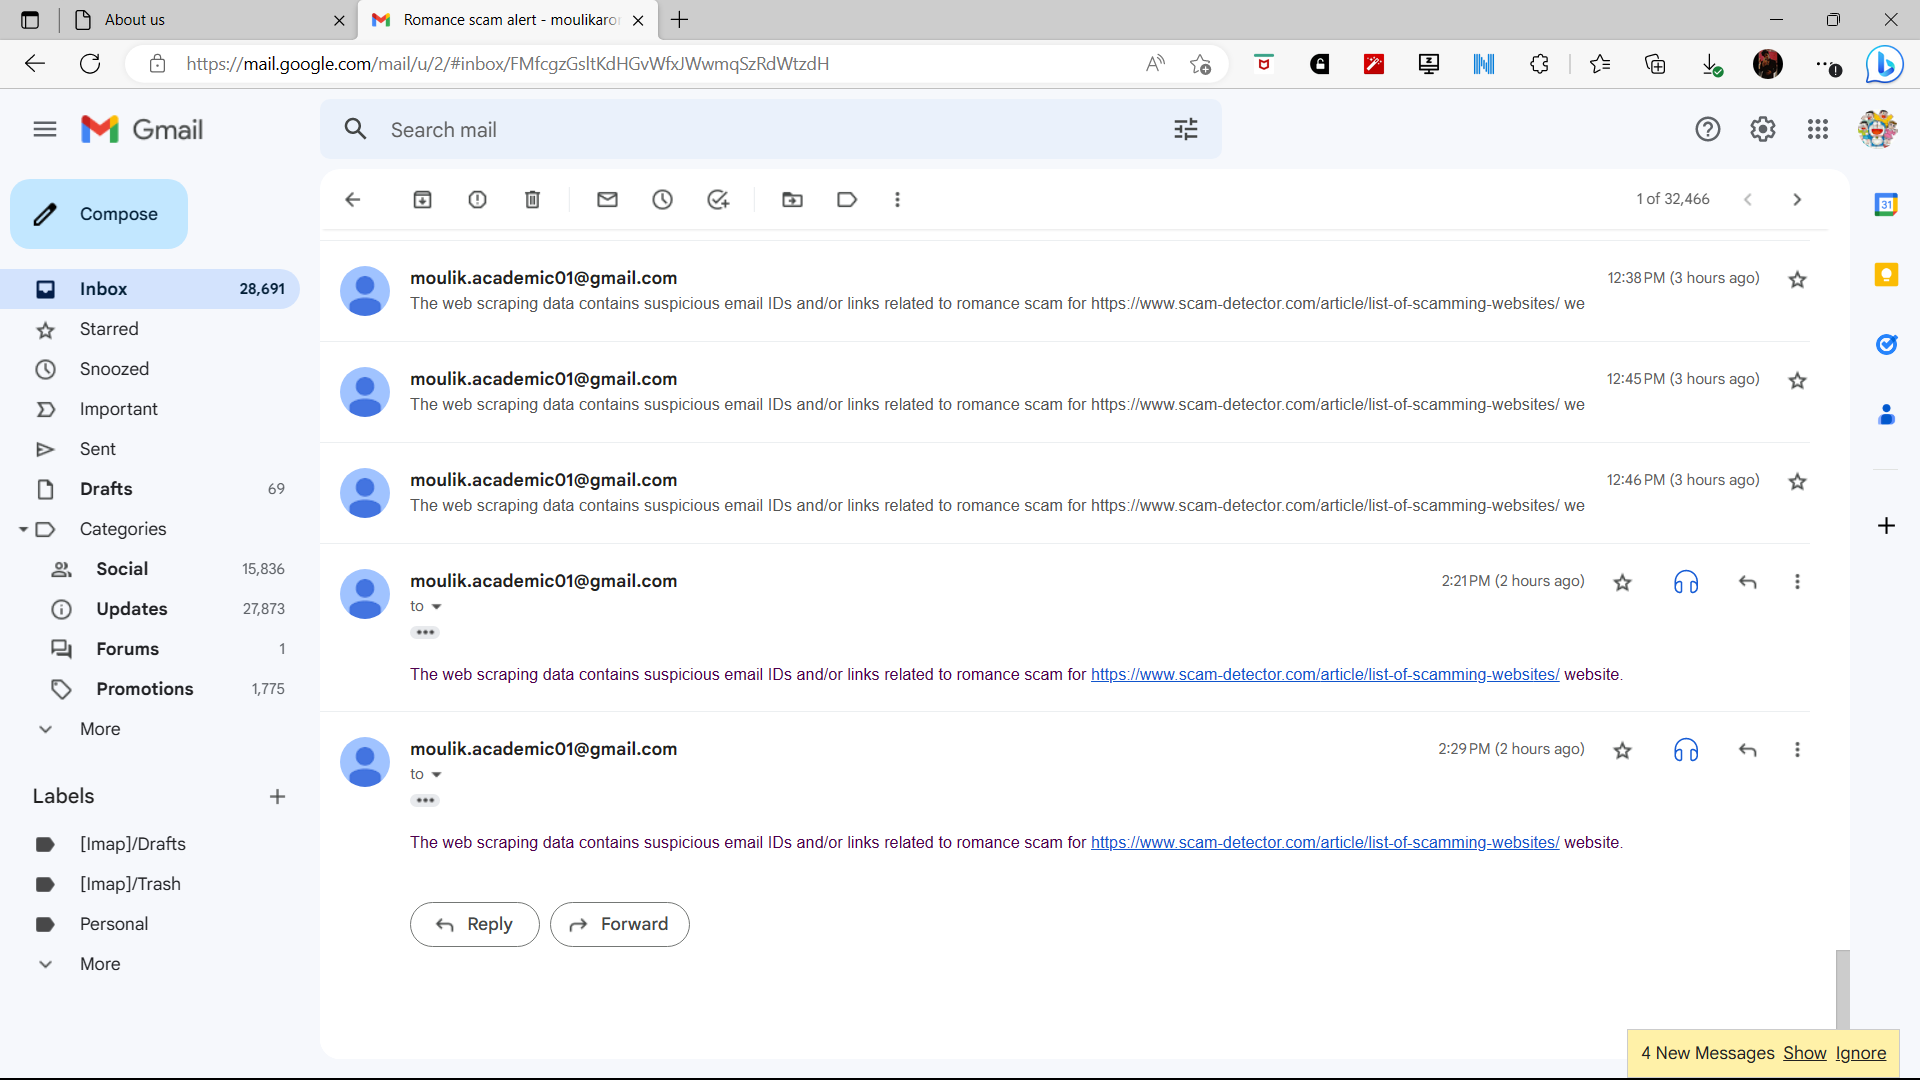 About us
Romance scam alert - moulikaror
https://mail.google.com/mail/u/2/#inbox/FMfcgzGsltKdHGvWfxJWwmqSzRdWtzdH
Gmail
Search mail
Compose
1 of 32,466
Inbox 28,691
Starred
Snoozed
Important
Sent
Drafts 69
Categories
Social 15,836
Updates 27,873
Forums 1
Promotions 1,775
More
Labels
[Imap]/Drafts
[Imap]/Trash
Personal
More
moulik.academic01@gmail.com 12:38 PM (3 hours ago)
The web scraping data contains suspicious email IDs and/or links related to romance scam for https://www.scam-detector.com/article/list-of-scamming-websites/ we
moulik.academic01@gmail.com 12:45 PM (3 hours ago)
The web scraping data contains suspicious email IDs and/or links related to romance scam for https://www.scam-detector.com/article/list-of-scamming-websites/ we
moulik.academic01@gmail.com 12:46 PM (3 hours ago)
The web scraping data contains suspicious email IDs and/or links related to romance scam for https://www.scam-detector.com/article/list-of-scamming-websites/ we
moulik.academic01@gmail.com 2:21 PM (2 hours ago)
to
The web scraping data contains suspicious email IDs and/or links related to romance scam for https://www.scam-detector.com/article/list-of-scamming-websites/ website.
moulik.academic01@gmail.com 2:29 PM (2 hours ago)
to
The web scraping data contains suspicious email IDs and/or links related to romance scam for https://www.scam-detector.com/article/list-of-scamming-websites/ website.
Reply Forward
31
4 New Messages Show Ignore